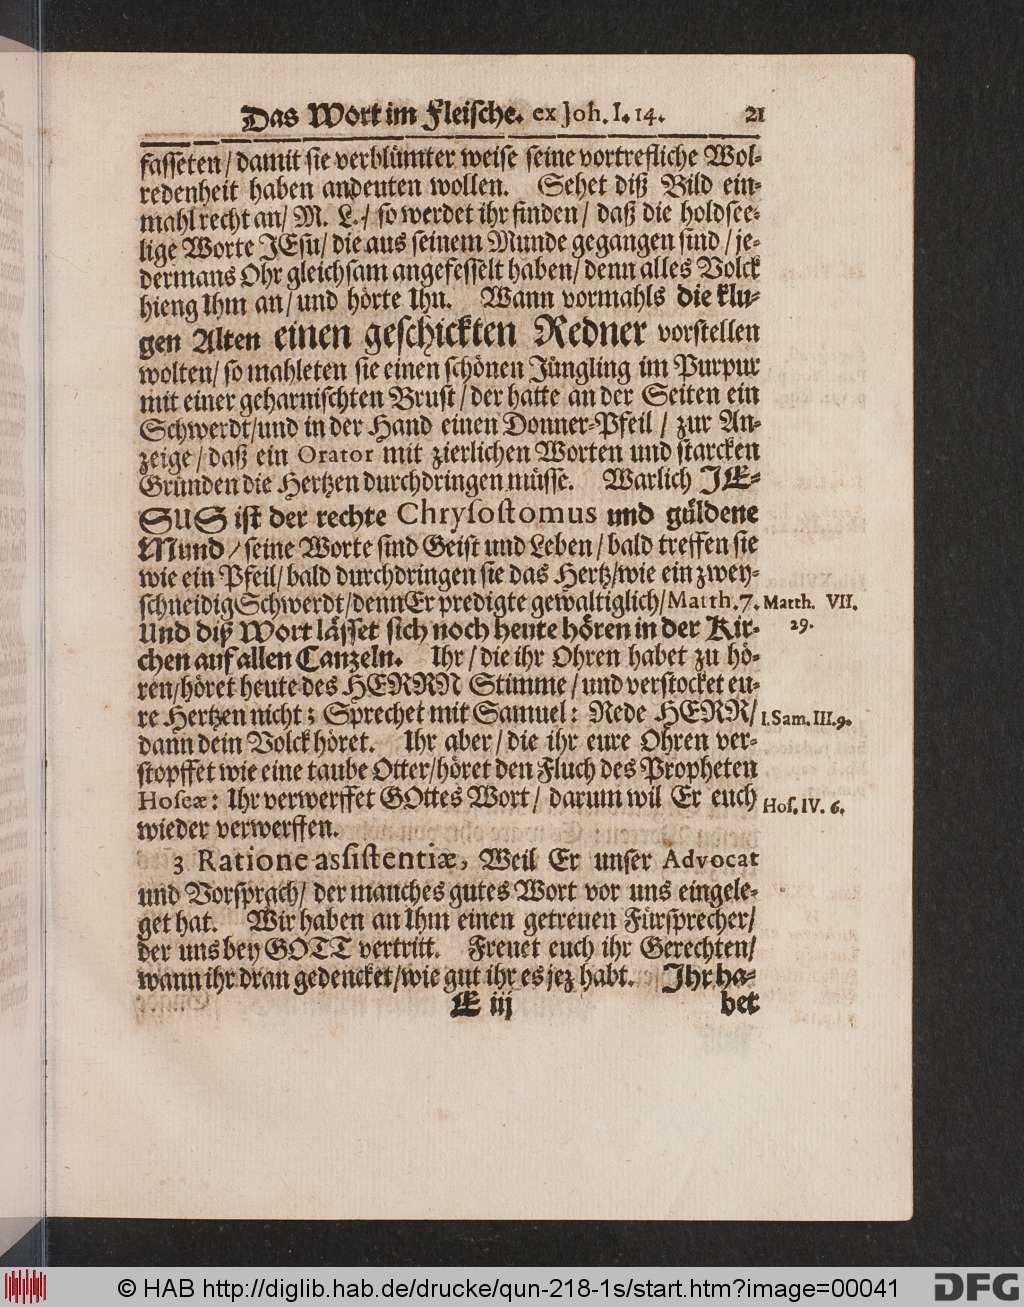 Das Wort im Fleiſche. ex Joh. I. 14. 21
faſſeten / damit ſie verblümter weiſe ſeine vortrefliche Wol-
redenheit haben andeuten wollen. Sehet diß Bild ein-
mahl recht an / M. L. / ſo werdet ihr finden / daß die holdſee-
lige Worte JEſu / die aus ſeinem Munde gegangen ſind / je-
dermans Ohr gleichſam angefeſſelt haben / denn alles Volck
hieng Ihm an / und hörte Ihn. Wann vormahls die klu-
gen Alten einen geſchickten Redner vorſtellen
wolten / ſo mahleten ſie einen ſchönen Jüngling im Purpur
mit einer geharniſchten Bruſt / der hatte an der Seiten ein
Schwerdt / und in der Hand einen Donner-Pfeil / zur An-
zeige / daß ein Orator mit zierlichen Worten und ſtarcken
Gründen die Hertzen durchdringen müſſe. Warlich JE-
SUS iſt der rechte Chryſoſtomus und güldene
Mund / ſeine Worte ſind Geiſt und Leben / bald treffen ſie
wie ein Pfeil / bald durchdringen ſie das Hertz / wie ein zwey-
ſchneidig Schwerdt / denn Er predigte gewaltiglich / Matth. 7. Matth. VII.
29.
Und diß Wort läſſet ſich noch heute hören in der Kir-
chen auf allen Canzeln. Ihr / die ihr Ohren habet zu hö-
ren / höret heute des HERRN Stimme / und verſtocket eu-
re Hertzen nicht; Sprechet mit Samuel: Rede HERR / I. Sam. III. 9.
dann dein Volck höret. Ihr aber / die ihr eure Ohren ver-
ſtopffet wie eine taube Otter / höret den Fluch des Propheten
Hoſeæ: Ihr verwerffet GOttes Wort / darum wil Er euch Hoſ. IV. 6.
wieder verwerffen.
3 Ratione asſiſtentiæ, Weil Er unſer Advocat
und Vorſprach / der manches gutes Wort vor uns eingele-
get hat. Wir haben an Ihm einen getreuen Fürſprecher /
der uns bey GOTT vertritt. Freuet euch ihr Gerechten /
wann ihr dran gedencket / wie gut ihr es jez habt. Ihr ha-
E iij bet
© HAB http://diglib.hab.de/drucke/qun-218-1s/start.htm?image=00041 DFG